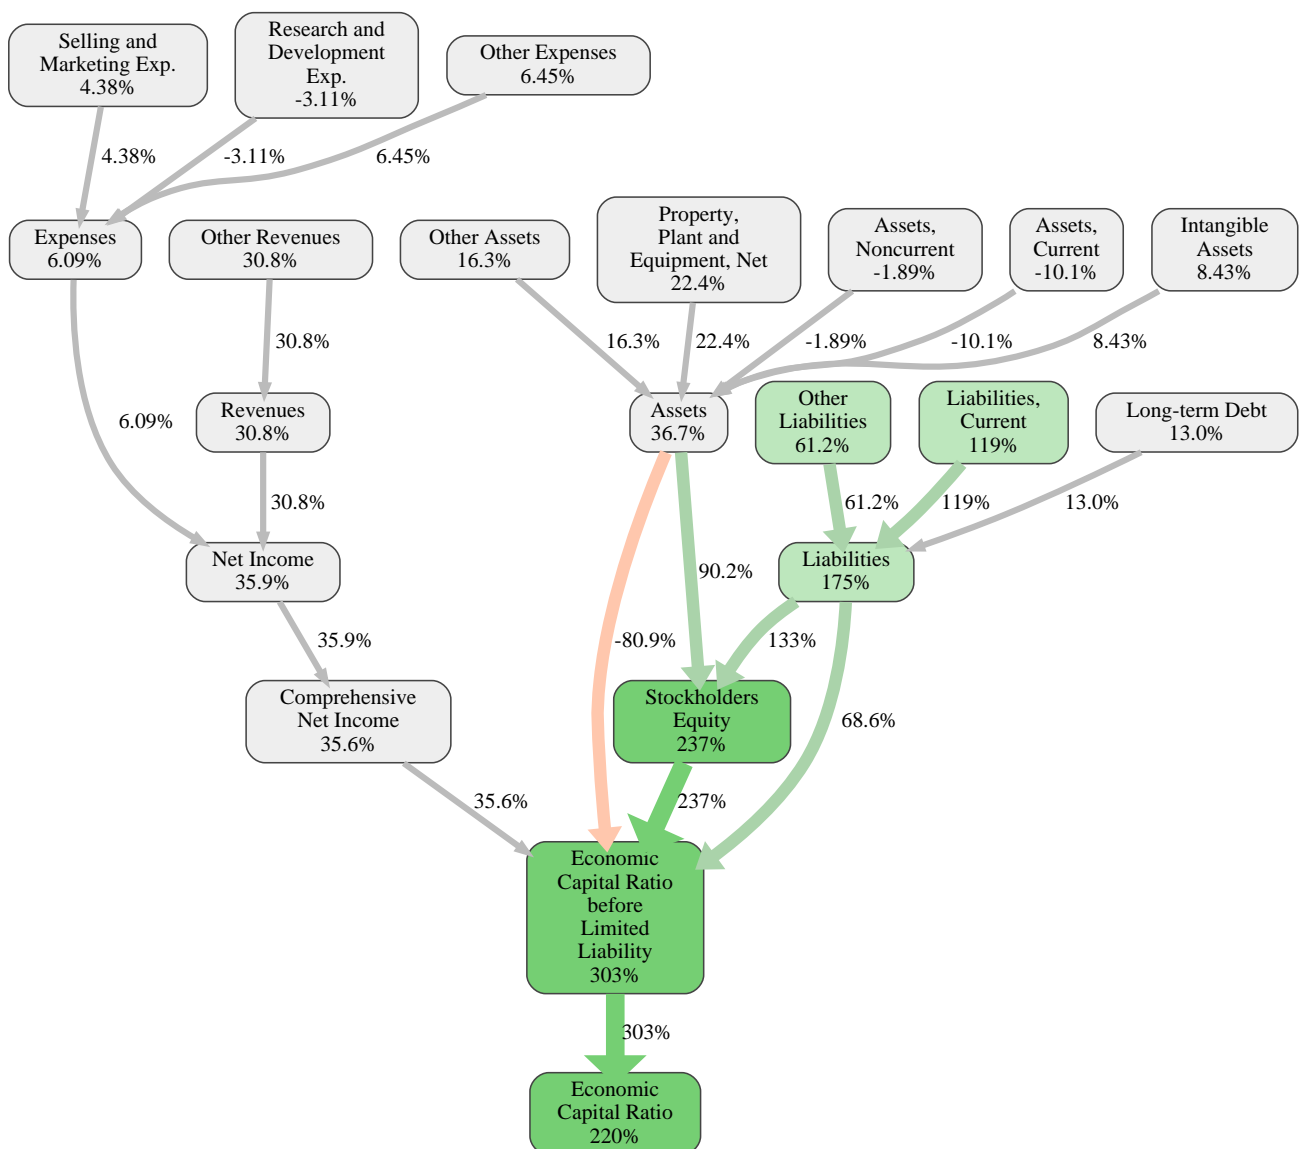 Selling and
Marketing Exp.
4.38%
Research and
Development
Exp.
-3.11%
Other Expenses
6.45%
4.38%
-3.11%
6.45%
Expenses
6.09%
Other Revenues
30.8%
Other Assets
16.3%
Property,
Plant and
Equipment, Net
22.4%
Assets,
Noncurrent
-1.89%
Assets,
Current
-10.1%
Intangible
Assets
8.43%
30.8%
16.3%
22.4%
-1.89%
-10.1%
8.43%
6.09%
Revenues
30.8%
Assets
36.7%
Other
Liabilities
61.2%
Liabilities,
Current
119%
Long-term Debt
13.0%
30.8%
61.2%
119%
13.0%
Net Income
35.9%
90.2%
Liabilities
175%
35.9%
-80.9%
133%
Comprehensive
Net Income
35.6%
Stockholders
Equity
237%
68.6%
35.6%
237%
Economic
Capital Ratio
before
Limited
Liability
303%
303%
Economic
Capital Ratio
220%